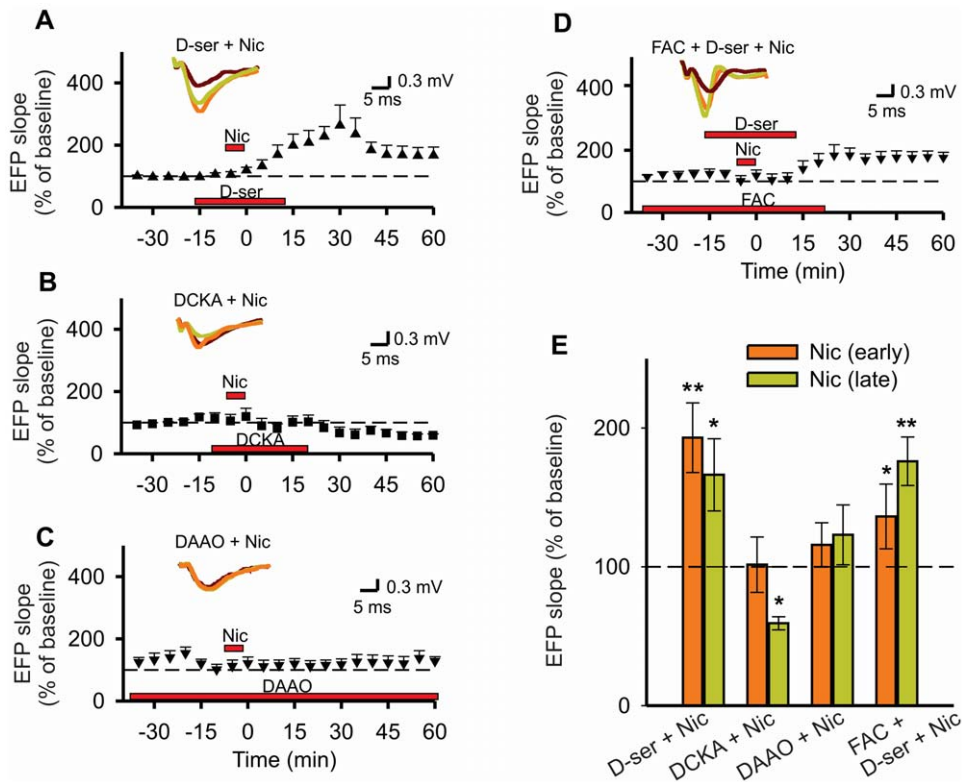 A
D-ser + Nic
0.3 mV
5 ms
EFP slope
(% of baseline)
400
200
0
Nic
D-ser
-30 -15 0 15 30 45 60
B
DCKA + Nic
0.3 mV
5 ms
EFP slope
(% of baseline)
400
200
0
Nic
DCKA
-30 -15 0 15 30 45 60
C
DAAO + Nic
0.3 mV
5 ms
EFP slope
(% of baseline)
400
200
0
Nic
DAAO
-30 -15 0 15 30 45 60
Time (min)
D
FAC + D-ser + Nic
0.3 mV
5 ms
EFP slope
(% of baseline)
400
200
0
D-ser
Nic
FAC
-30 -15 0 15 30 45 60
Time (min)
E
Nic (early)
Nic (late)
EFP slope (% of baseline)
200
100
0
** * * * **
D-ser + Nic
DCKA + Nic
DAAO + Nic
FAC +
D-ser + Nic